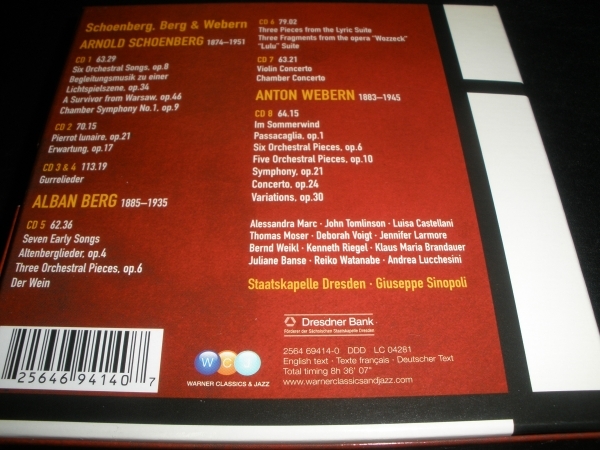 Schoenberg, Berg & Webern
ARNOLD SCHOENBERG 1874-1951
CD 1 63.29
Six Orchestral Songs, op.8
Begleitungsmusik zu einer
Lichtspielszene, op.34
A Survivor from Warsaw, op.46
Chamber Symphony No.1, op.9
CD 2 70.15
Pierrot lunaire, op.21
Erwartung, op.17
CD 3 & 4 113.19
Gurrelieder
ALBAN BERG 1885-1935
CD 5 62.36
Seven Early Songs
Altenberglieder, op.4
Three Orchestral Pieces, op.6
Der Wein
CD 6 79.02
Three Pieces from the Lyric Suite
Three Fragments from the opera "Wozzeck"
"Lulu" Suite
CD 7 63.21
Violin Concerto
Chamber Concerto
ANTON WEBERN 1883-1945
CD 8 64.15
Im Sommerwind
Passacaglia, op.1
Six Orchestral Pieces, op.6
Five Orchestral Pieces, op.10
Symphony, op.21
Concerto, op.24
Variations, op.30
Alessandra Marc · John Tomlinson · Luisa Castellani
Thomas Moser · Deborah Voigt · Jennifer Larmore
Bernd Weikl · Kenneth Riegel · Klaus Maria Brandauer
Juliane Banse · Reiko Watanabe · Andrea Lucchesini
Staatskapelle Dresden · Giuseppe Sinopoli
Dresdner Bank
Förderer der Sächsischen Staatskapelle Dresden
2564 69414-0 DDD LC 04281
English text · Texte français · Deutscher Text
Total timing 8h 36' 07"
www.warnerclassicsandjazz.com
W C J
WARNER CLASSICS & JAZZ
25646 94140 7